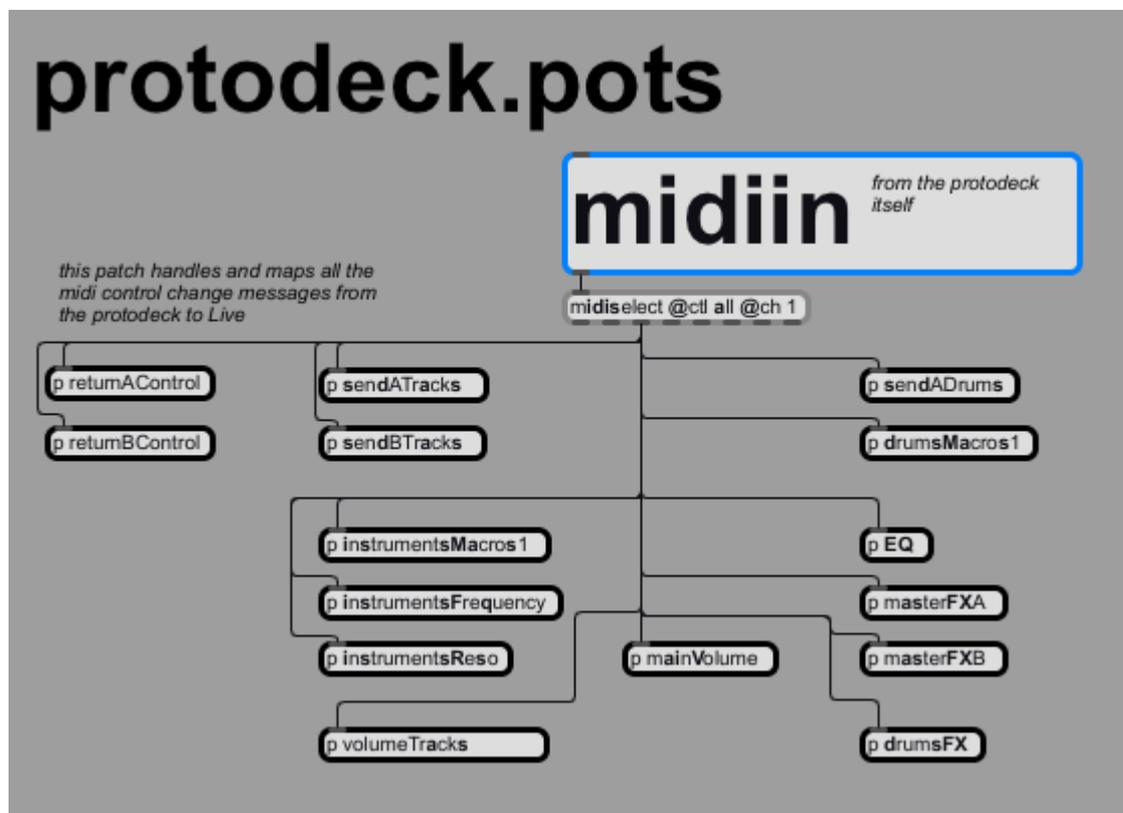 protodeck.pots
midiin
from the protodeck
itself
this patch handles and maps all the
midi control change messages from
the protodeck to Live
midiselect @ctl all @ch 1
p returnAControl
p sendATracks
p sendADrums
p returnBControl
p sendBTracks
p drumsMacros1
p instrumentsMacros1
p EQ
p instrumentsFrequency
p masterFXA
p instrumentsReso
p mainVolume
p masterFXB
p volumeTracks
p drumsFX